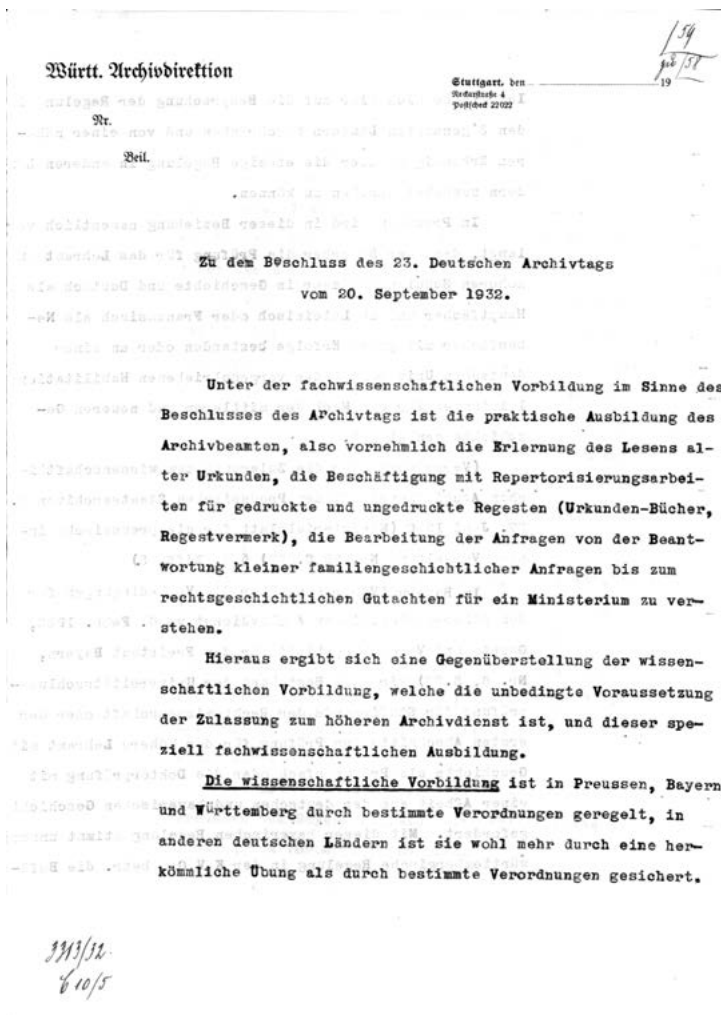 159
zu 158
Württ. Archivdirektion
Stuttgart, den 19
Neckarstraße 4
Postscheck 22022
Nr.
Beil.
Zu dem Beschluss des 23. Deutschen Archivtags
vom 20. September 1932.
Unter der fachwissenschaftlichen Vorbildung im Sinne des
Beschlusses des Archivtags ist die praktische Ausbildung des
Archivbeamten, also vornehmlich die Erlernung des Lesens al-
ter Urkunden, die Beschäftigung mit Repertorisierungsarbei-
ten für gedruckte und ungedruckte Regesten (Urkunden-Bücher,
Regestvermerk), die Bearbeitung der Anfragen von der Beant-
wortung kleiner familiengeschichtlicher Anfragen bis zum
rechtsgeschichtlichen Gutachten für ein Ministerium zu ver-
stehen.
Hieraus ergibt sich eine Gegenüberstellung der wissen-
schaftlichen Vorbildung, welche die unbedingte Voraussetzung
der Zulassung zum höheren Archivdienst ist, und dieser spe-
ziell fachwissenschaftlichen Ausbildung.
Die wissenschaftliche Vorbildung ist in Preussen, Bayern
und Württemberg durch bestimmte Verordnungen geregelt, in
anderen deutschen Ländern ist sie wohl mehr durch eine her-
kömmliche Übung als durch bestimmte Verordnungen gesichert.
3313/32.
C 10/5